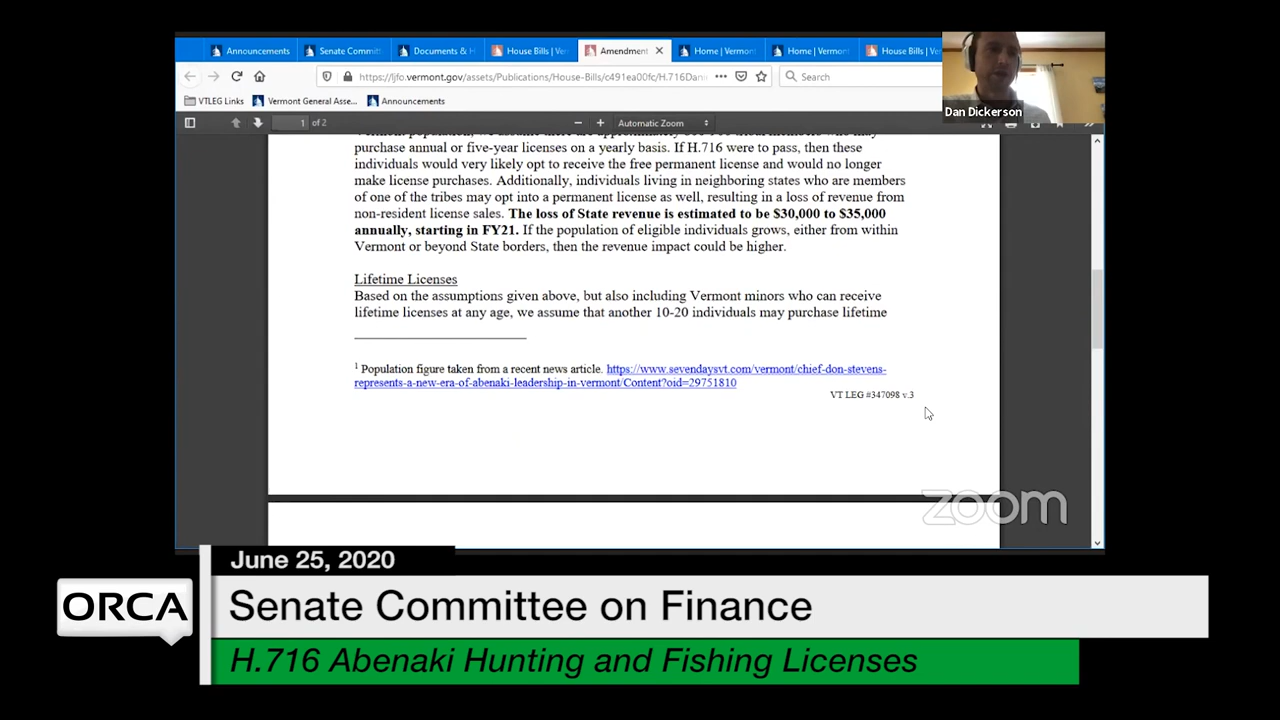 Announcements
Senate Committ
Documents & H
House Bills | Ve
Amendment
Home | Vermont
Home | Vermont
House Bills | Ve
https://ljfo.vermont.gov/assets/Publications/House-Bills/c491ea00fc/H.716Dan
Search
VTLEG Links
Vermont General Asse...
Announcements
Dan Dickerson
1 of 2
Automatic Zoom
purchase annual or five-year licenses on a yearly basis. If H.716 were to pass, then these
individuals would very likely opt to receive the free permanent license and would no longer
make license purchases. Additionally, individuals living in neighboring states who are members
of one of the tribes may opt into a permanent license as well, resulting in a loss of revenue from
non-resident license sales. The loss of State revenue is estimated to be $30,000 to $35,000
annually, starting in FY21. If the population of eligible individuals grows, either from within
Vermont or beyond State borders, then the revenue impact could be higher.
Lifetime Licenses
Based on the assumptions given above, but also including Vermont minors who can receive
lifetime licenses at any age, we assume that another 10-20 individuals may purchase lifetime
1 Population figure taken from a recent news article. https://www.sevendaysvt.com/vermont/chief-don-stevens-
represents-a-new-era-of-abenaki-leadership-in-vermont/Content?oid=29751810
VT LEG #347098 v.3
zoom
June 25, 2020
ORCA
Senate Committee on Finance
H.716 Abenaki Hunting and Fishing Licenses